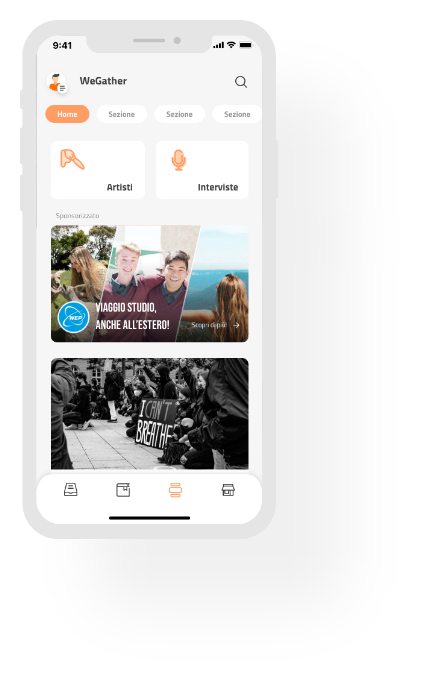 9:41
WeGather
Home Sezione Sezione Sezione
Artisti Interviste
Sponsorizzato
VIAGGIO STUDIO,
WEP
ANCHE ALL'ESTERO!
Scopri di più!
I CAN'T
BREATHE